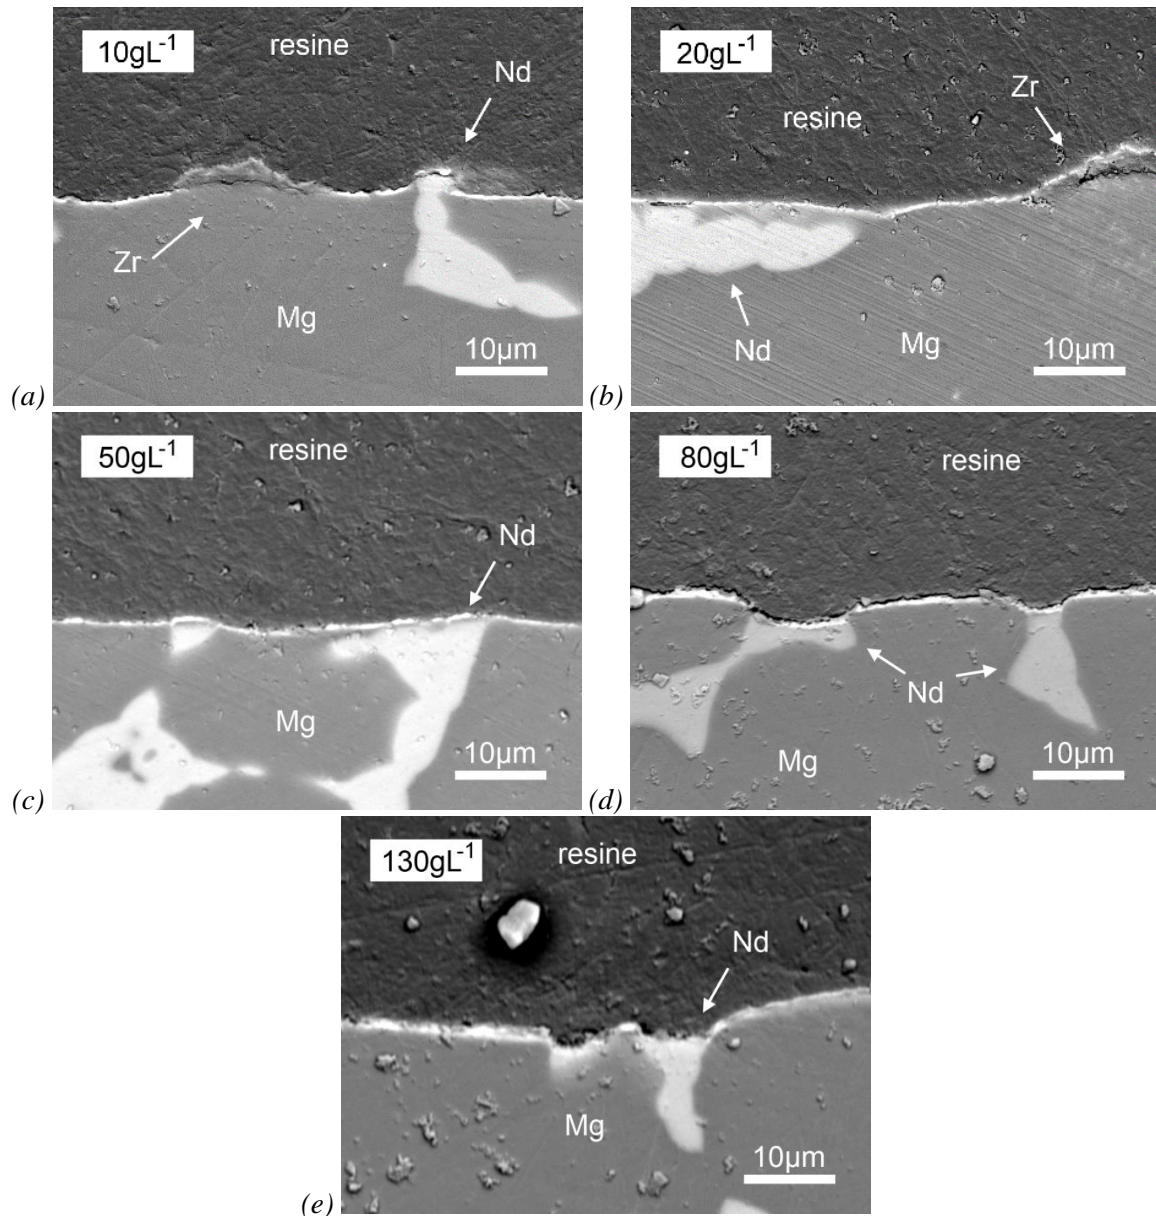 10gL⁻¹
resine
Nd
Zr
Mg
10µm
(a)
20gL⁻¹
Zr
resine
Nd
Mg
10µm
(b)
50gL⁻¹
resine
Nd
Mg
10µm
(c)
80gL⁻¹
resine
Nd
Mg
10µm
(d)
130gL⁻¹
resine
Nd
Mg
10µm
(e)